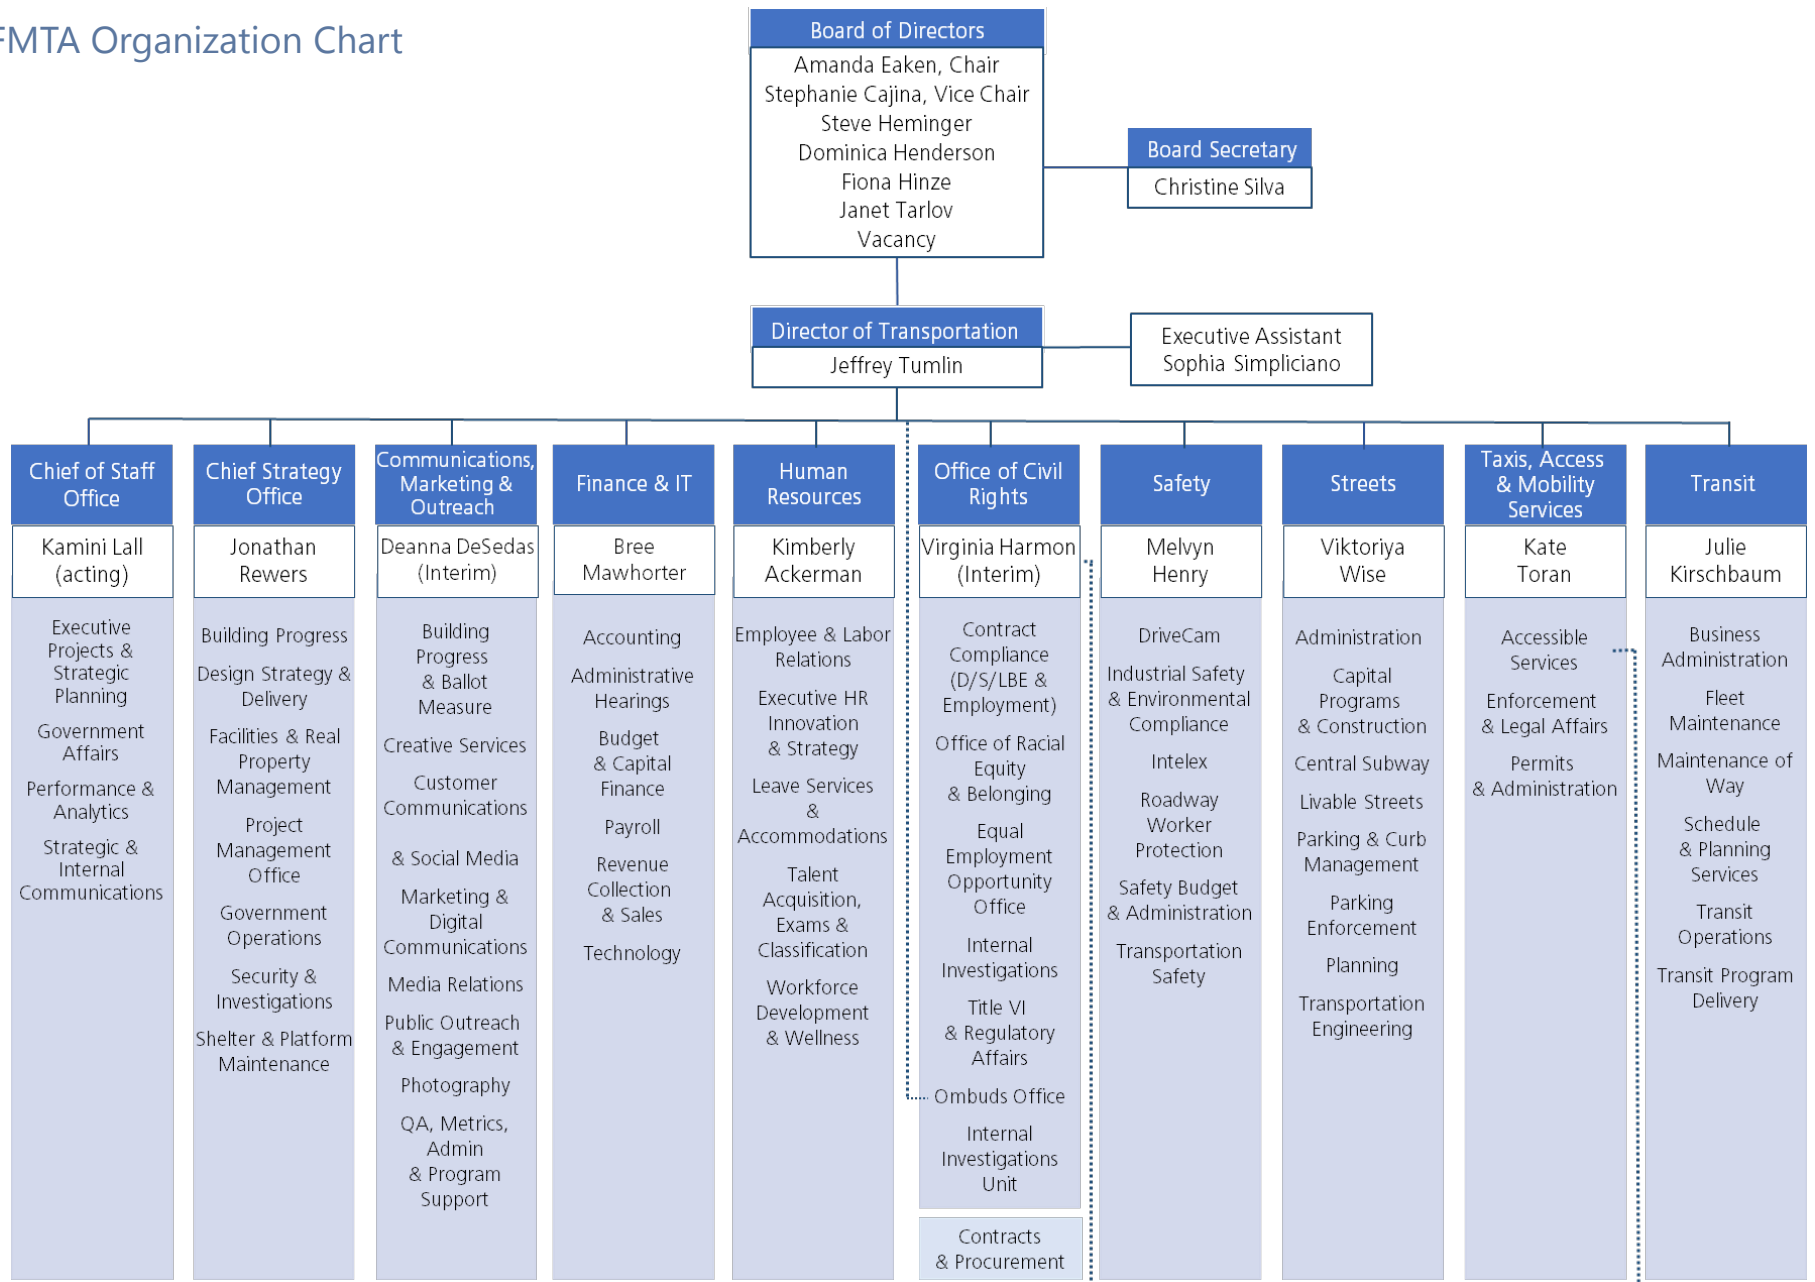 FMTA Organization Chart
Board of Directors
Amanda Eaken, Chair
Stephanie Cajina, Vice Chair
Steve Heminger
Dominica Henderson
Fiona Hinze
Janet Tarlov
Vacancy
Board Secretary
Christine Silva
Director of Transportation
Jeffrey Tumlin
Executive Assistant
Sophia Simpliciano
Chief of Staff
Office
Kamini Lall
(acting)
Executive
Projects &
Strategic
Planning
Government
Affairs
Performance &
Analytics
Strategic &
Internal
Communications
Chief Strategy
Office
Jonathan
Rewers
Building Progress
Design Strategy &
Delivery
Facilities & Real
Property
Management
Project
Management
Office
Government
Operations
Security &
Investigations
Shelter & Platform
Maintenance
Communications,
Marketing &
Outreach
Deanna DeSedas
(Interim)
Building
Progress
& Ballot
Measure
Creative Services
Customer
Communications
& Social Media
Marketing &
Digital
Communications
Media Relations
Public Outreach
& Engagement
Photography
QA, Metrics,
Admin
& Program
Support
Finance & IT
Bree
Mawhorter
Accounting
Administrative
Hearings
Budget
& Capital
Finance
Payroll
Revenue
Collection
& Sales
Technology
Human
Resources
Kimberly
Ackerman
Employee & Labor
Relations
Executive HR
Innovation
& Strategy
Leave Services
&
Accommodations
Talent
Acquisition,
Exams &
Classification
Workforce
Development
& Wellness
Office of Civil
Rights
Virginia Harmon
(Interim)
Contract
Compliance
(D/S/LBE &
Employment)
Office of Racial
Equity
& Belonging
Equal
Employment
Opportunity
Office
Internal
Investigations
Title VI
& Regulatory
Affairs
Ombuds Office
Internal
Investigations
Unit
Contracts
& Procurement
Safety
Melvyn
Henry
DriveCam
Industrial Safety
& Environmental
Compliance
Intelex
Roadway
Worker
Protection
Safety Budget
& Administration
Transportation
Safety
Streets
Viktoriya
Wise
Administration
Capital
Programs
& Construction
Central Subway
Livable Streets
Parking & Curb
Management
Parking
Enforcement
Planning
Transportation
Engineering
Taxis, Access
& Mobility
Services
Kate
Toran
Accessible
Services
Enforcement
& Legal Affairs
Permits
& Administration
Transit
Julie
Kirschbaum
Business
Administration
Fleet
Maintenance
Maintenance of
Way
Schedule
& Planning
Services
Transit
Operations
Transit Program
Delivery